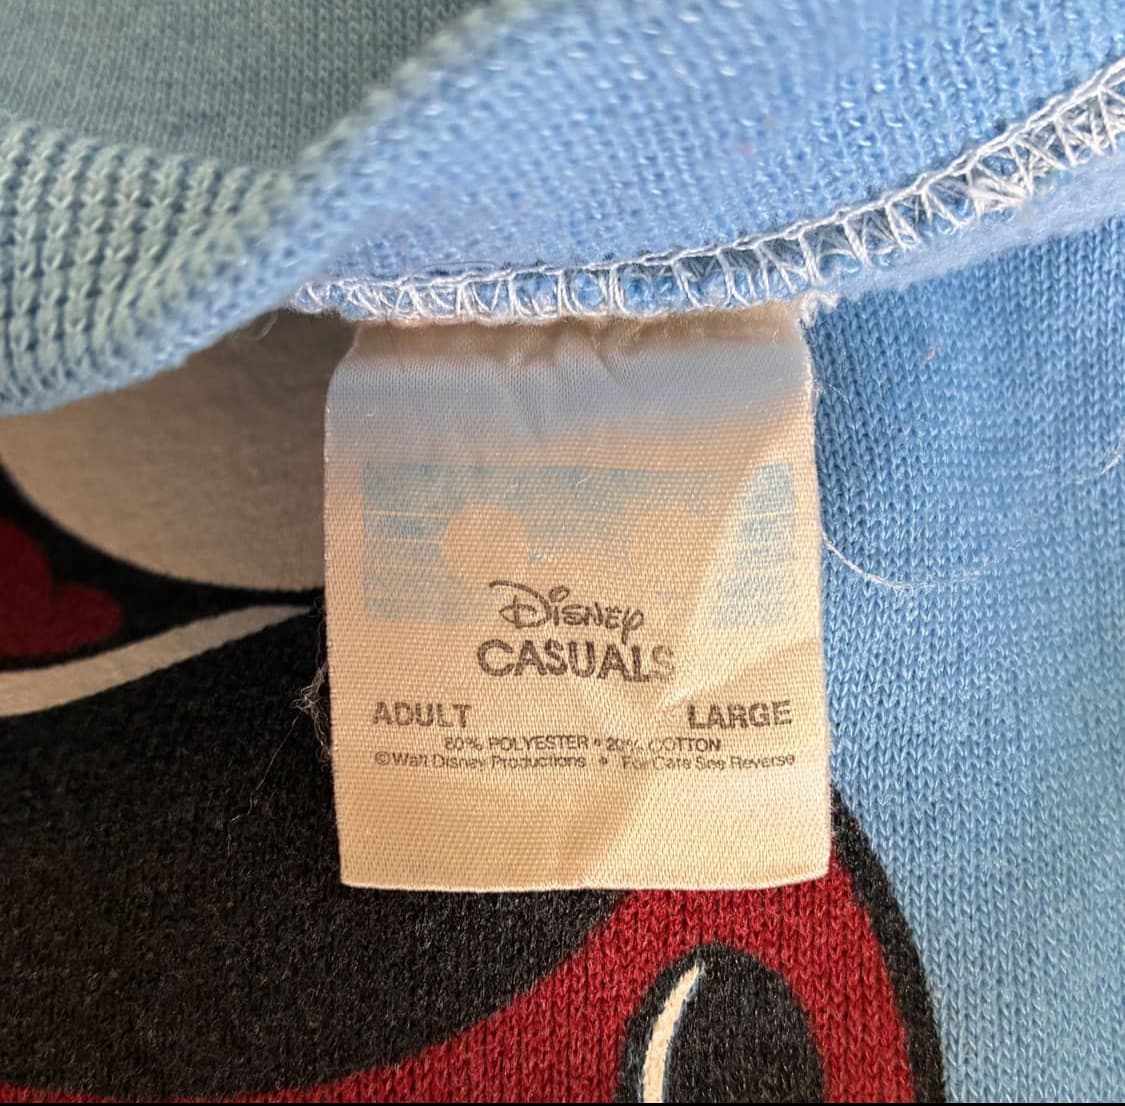 Disney
CASUALS
ADULT LARGE
80% POLYESTER • 20% COTTON
©Walt Disney Productions • For Care See Reverse